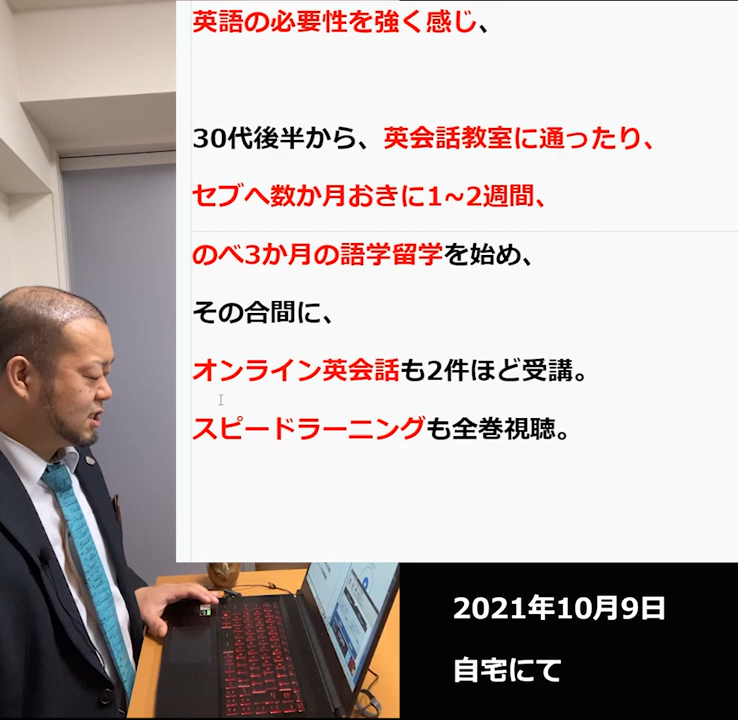 英語の必要性を強く感じ、
30代後半から、英会話教室に通ったり、
セブへ数か月おきに1~2週間、
のべ3か月の語学留学を始め、
その合間に、
オンライン英会話も2件ほど受講。
スピードラーニングも全巻視聴。
2021年10月9日
自宅にて